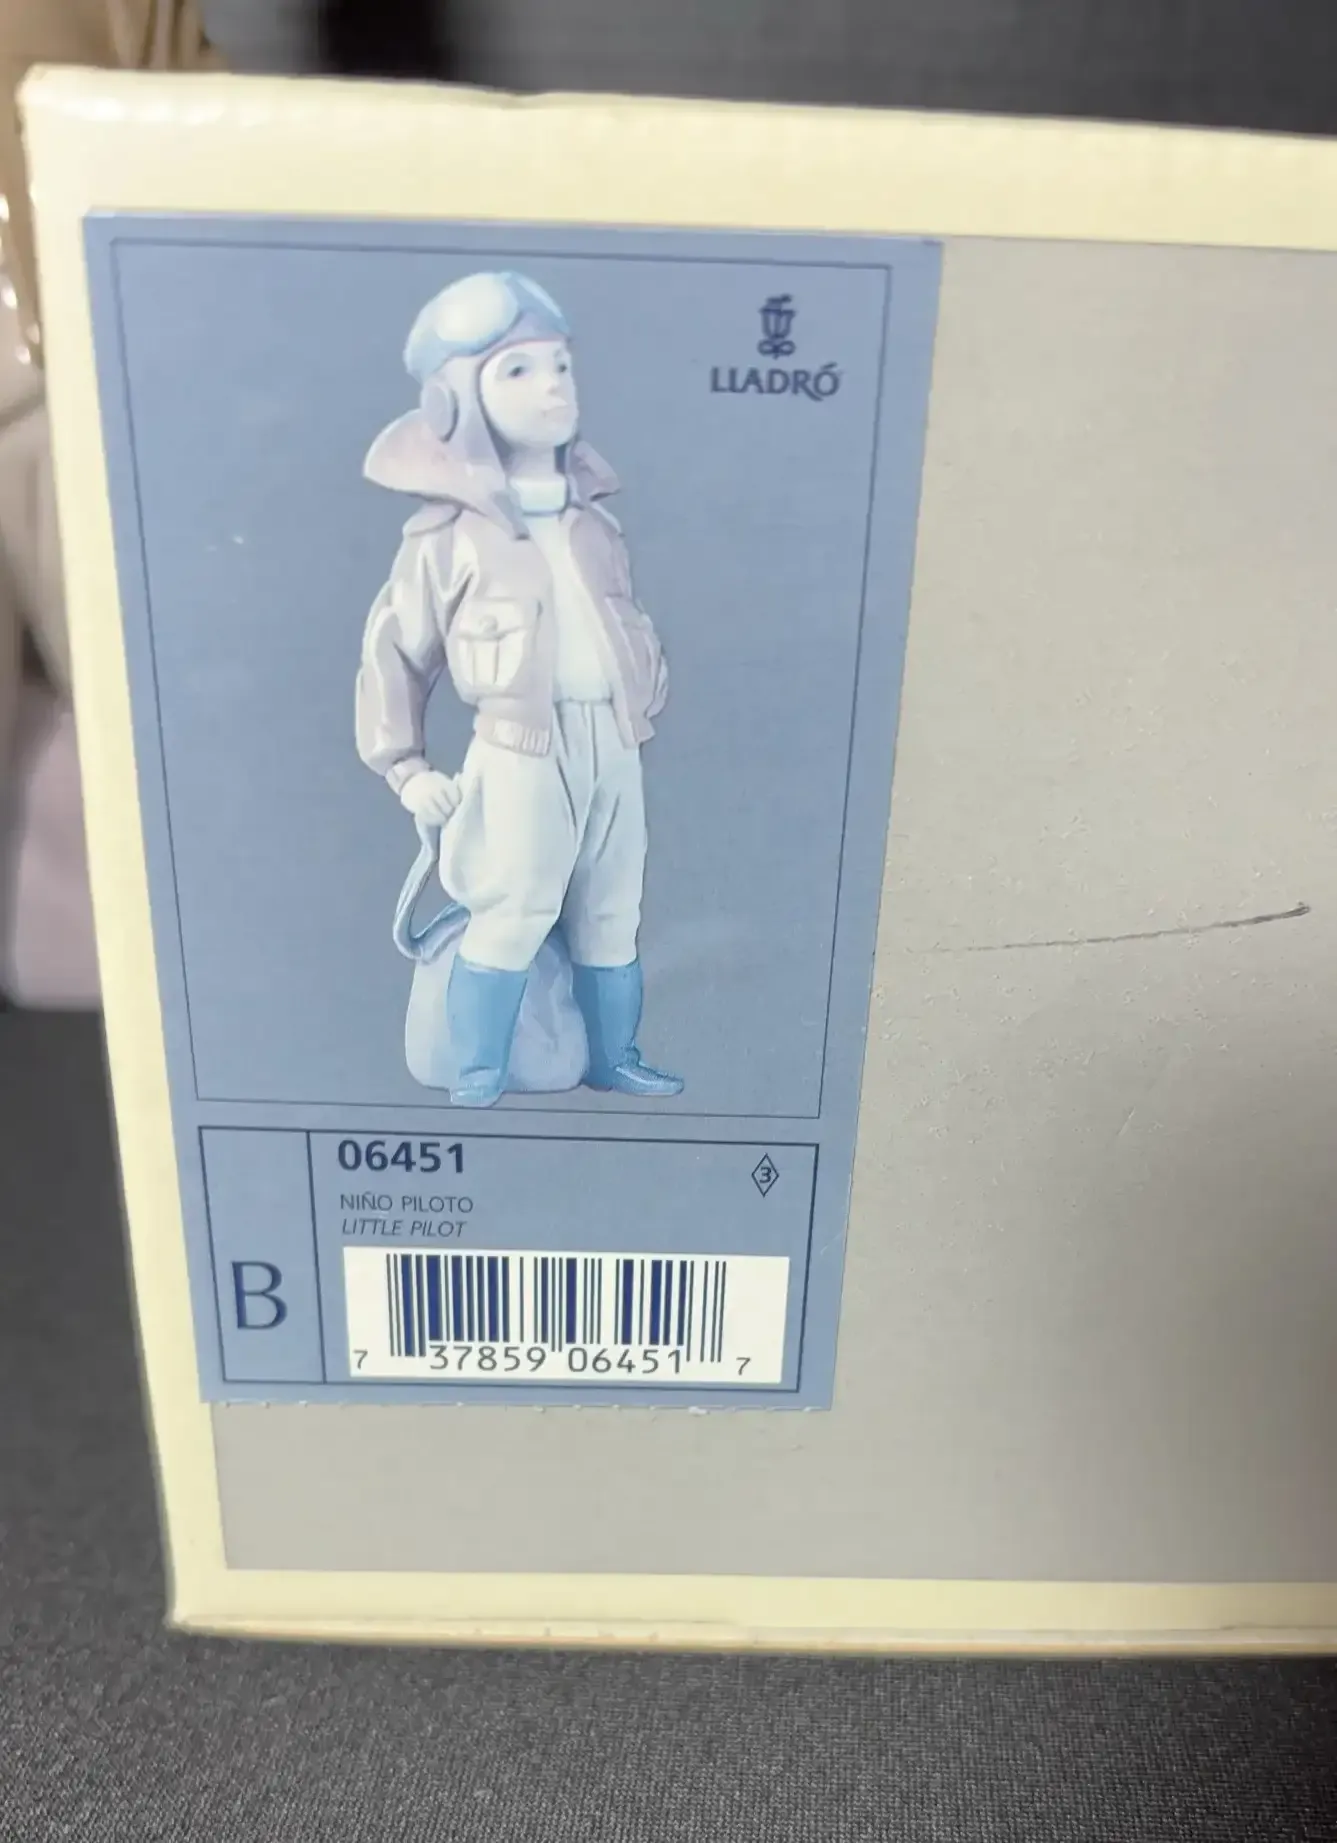 LLADRÓ
06451
3
NIÑO PILOTO
LITTLE PILOT
B
7 37859 06451 7